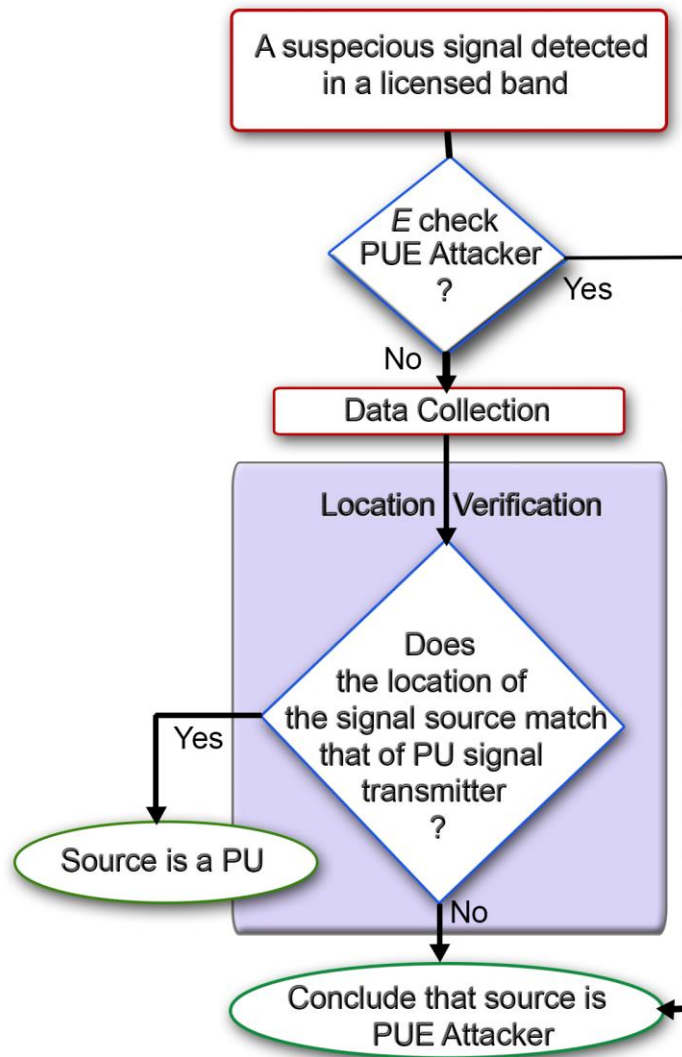 A suspecious signal detected
in a licensed band
E check
PUE Attacker
?
Yes
No
Data Collection
Location Verification
Does
the location of
the signal source match
that of PU signal
transmitter
?
Yes
Source is a PU
No
Conclude that source is
PUE Attacker